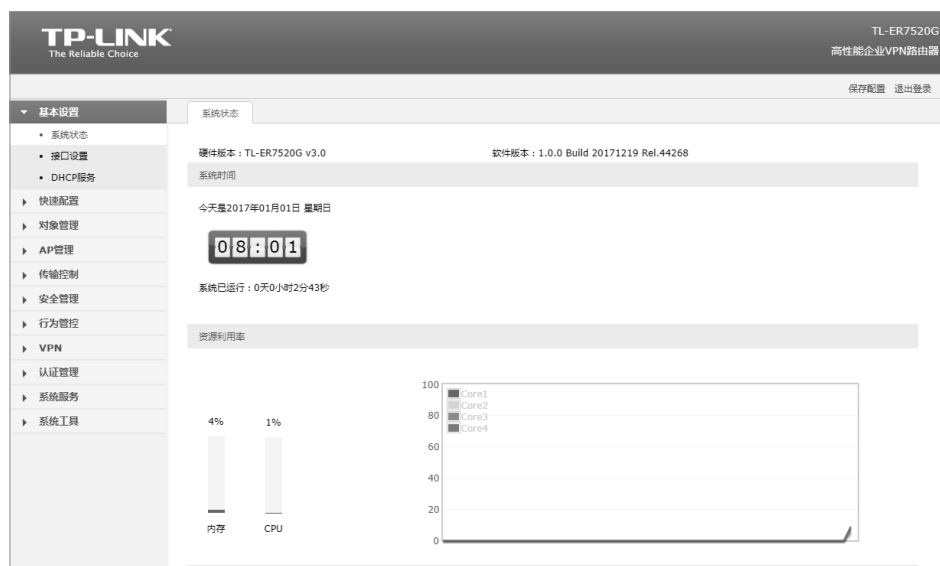 TP-LINK
The Reliable Choice
TL-ER7520G
高性能企业VPN路由器
保存配置 退出登录
基本设置
系统状态
接口设置
DHCP服务
快速配置
对象管理
AP管理
传输控制
安全管理
行为管控
VPN
认证管理
系统服务
系统工具
系统状态
硬件版本：TL-ER7520G v3.0
软件版本：1.0.0 Build 20171219 Rel.44268
系统时间
今天是2017年01月01日 星期日
08:01
系统已运行：0天0小时2分43秒
资源利用率
4%
1%
内存
CPU
100
80
60
40
20
0
Core1
Core2
Core3
Core4